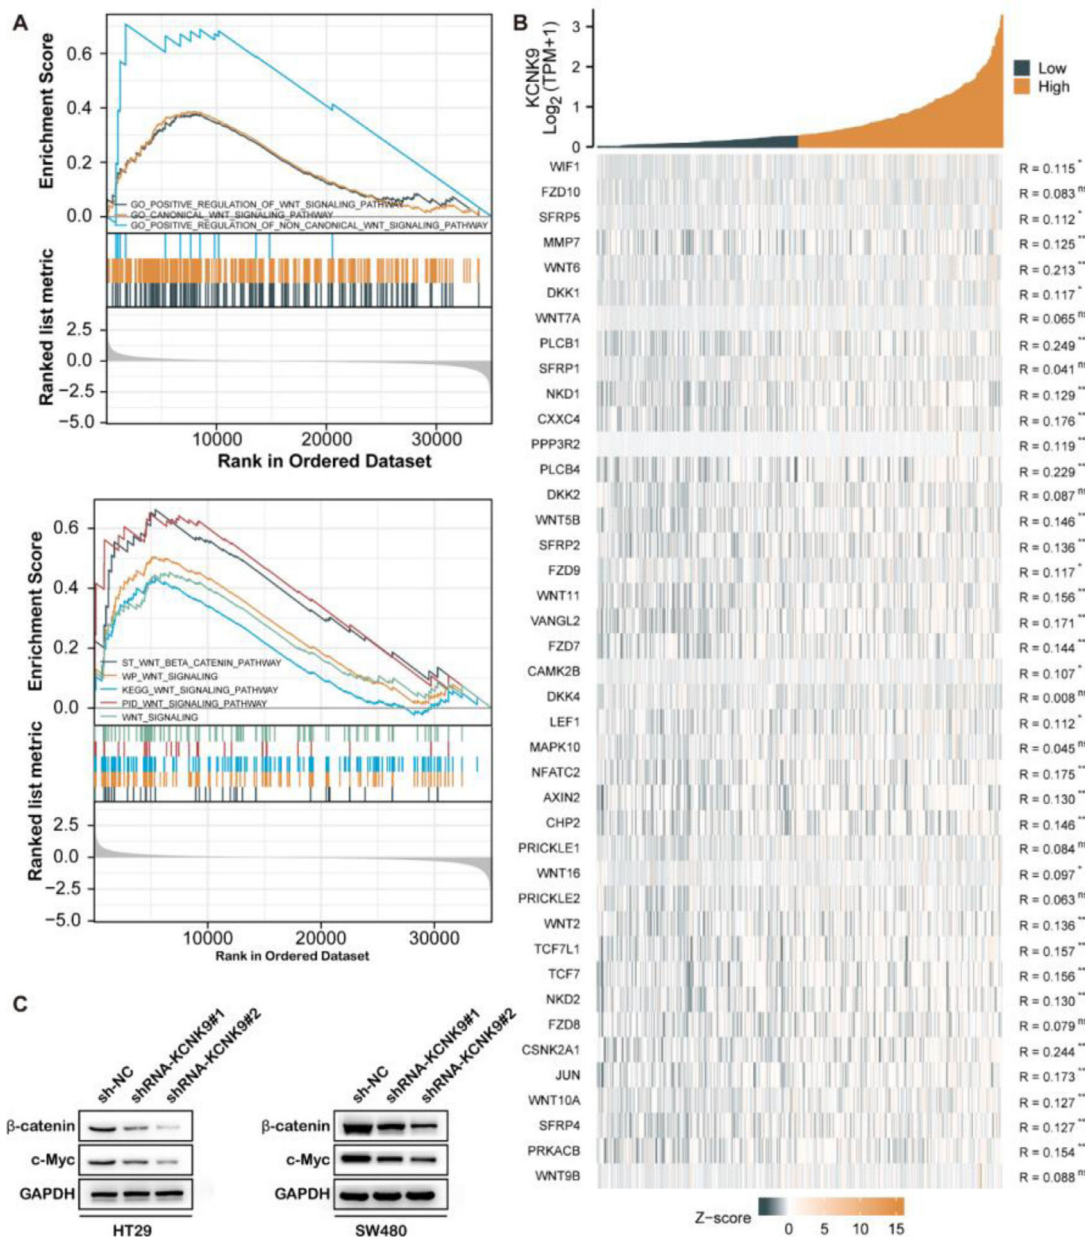 A
Enrichment Score
0.6
0.4
0.2
0.0
GO_POSITIVE_REGULATION_OF_WNT_SIGNALING_PATHWAY
GO_CANONICAL_WNT_SIGNALING_PATHWAY
GO_POSITIVE_REGULATION_OF_NON_CANONICAL_WNT_SIGNALING_PATHWAY
Ranked list metric
2.5
0.0
−2.5
−5.0
10000 20000 30000
Rank in Ordered Dataset
Enrichment Score
0.6
0.4
0.2
0.0
ST_WNT_BETA_CATENIN_PATHWAY
WP_WNT_SIGNALING
KEGG_WNT_SIGNALING_PATHWAY
PID_WNT_SIGNALING_PATHWAY
WNT_SIGNALING
Ranked list metric
2.5
0.0
−2.5
−5.0
10000 20000 30000
Rank in Ordered Dataset
B
KCNK9
Log2 (TPM+1)
3
2
1
0
Low
High
WIF1 R = 0.115 *
FZD10 R = 0.083 ns
SFRP5 R = 0.112 *
MMP7 R = 0.125 **
WNT6 R = 0.213 **
DKK1 R = 0.117 *
WNT7A R = 0.065 ns
PLCB1 R = 0.249 **
SFRP1 R = 0.041 ns
NKD1 R = 0.129 **
CXXC4 R = 0.176 **
PPP3R2 R = 0.119 **
PLCB4 R = 0.229 **
DKK2 R = 0.087 ns
WNT5B R = 0.146 **
SFRP2 R = 0.136 **
FZD9 R = 0.117 *
WNT11 R = 0.156 **
VANGL2 R = 0.171 **
FZD7 R = 0.144 **
CAMK2B R = 0.107 *
DKK4 R = 0.008 ns
LEF1 R = 0.112 *
MAPK10 R = 0.045 ns
NFATC2 R = 0.175 **
AXIN2 R = 0.130 **
CHP2 R = 0.146 **
PRICKLE1 R = 0.084 ns
WNT16 R = 0.097 *
PRICKLE2 R = 0.063 ns
WNT2 R = 0.136 **
TCF7L1 R = 0.157 **
TCF7 R = 0.156 **
NKD2 R = 0.130 **
FZD8 R = 0.079 ns
CSNK2A1 R = 0.244 **
JUN R = 0.173 **
WNT10A R = 0.127 **
SFRP4 R = 0.127 **
PRKACB R = 0.154 **
WNT9B R = 0.088 ns
Z−score
0 5 10 15
C
sh-NC shRNA-KCNK9#1 shRNA-KCNK9#2
β-catenin
c-Myc
GAPDH
HT29
sh-NC shRNA-KCNK9#1 shRNA-KCNK9#2
β-catenin
c-Myc
GAPDH
SW480